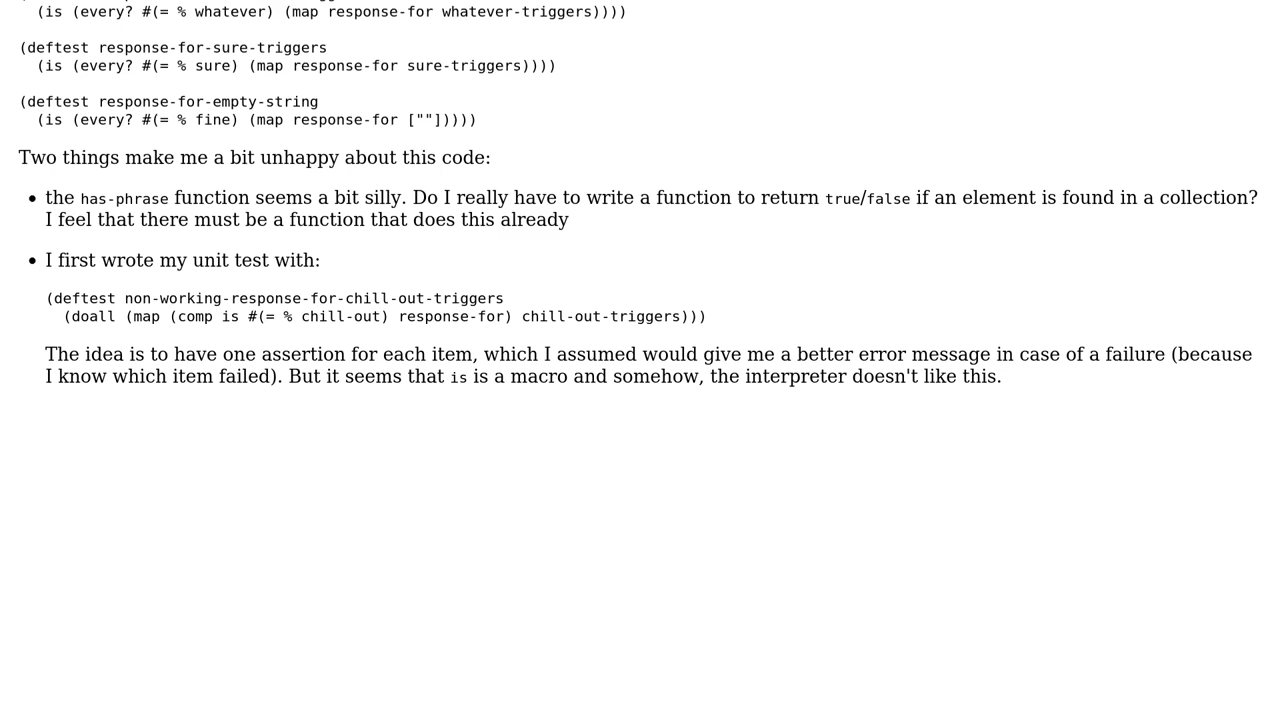 (is (every? #(= % whatever) (map response-for whatever-triggers))))
(deftest response-for-sure-triggers
(is (every? #(= % sure) (map response-for sure-triggers))))
(deftest response-for-empty-string
(is (every? #(= % fine) (map response-for [""]))))
Two things make me a bit unhappy about this code:
• the has-phrase function seems a bit silly. Do I really have to write a function to return true/false if an element is found in a collection?
I feel that there must be a function that does this already
• I first wrote my unit test with:
(deftest non-working-response-for-chill-out-triggers
(doall (map (comp is #(= % chill-out) response-for) chill-out-triggers)))
The idea is to have one assertion for each item, which I assumed would give me a better error message in case of a failure (because
I know which item failed). But it seems that is is a macro and somehow, the interpreter doesn't like this.